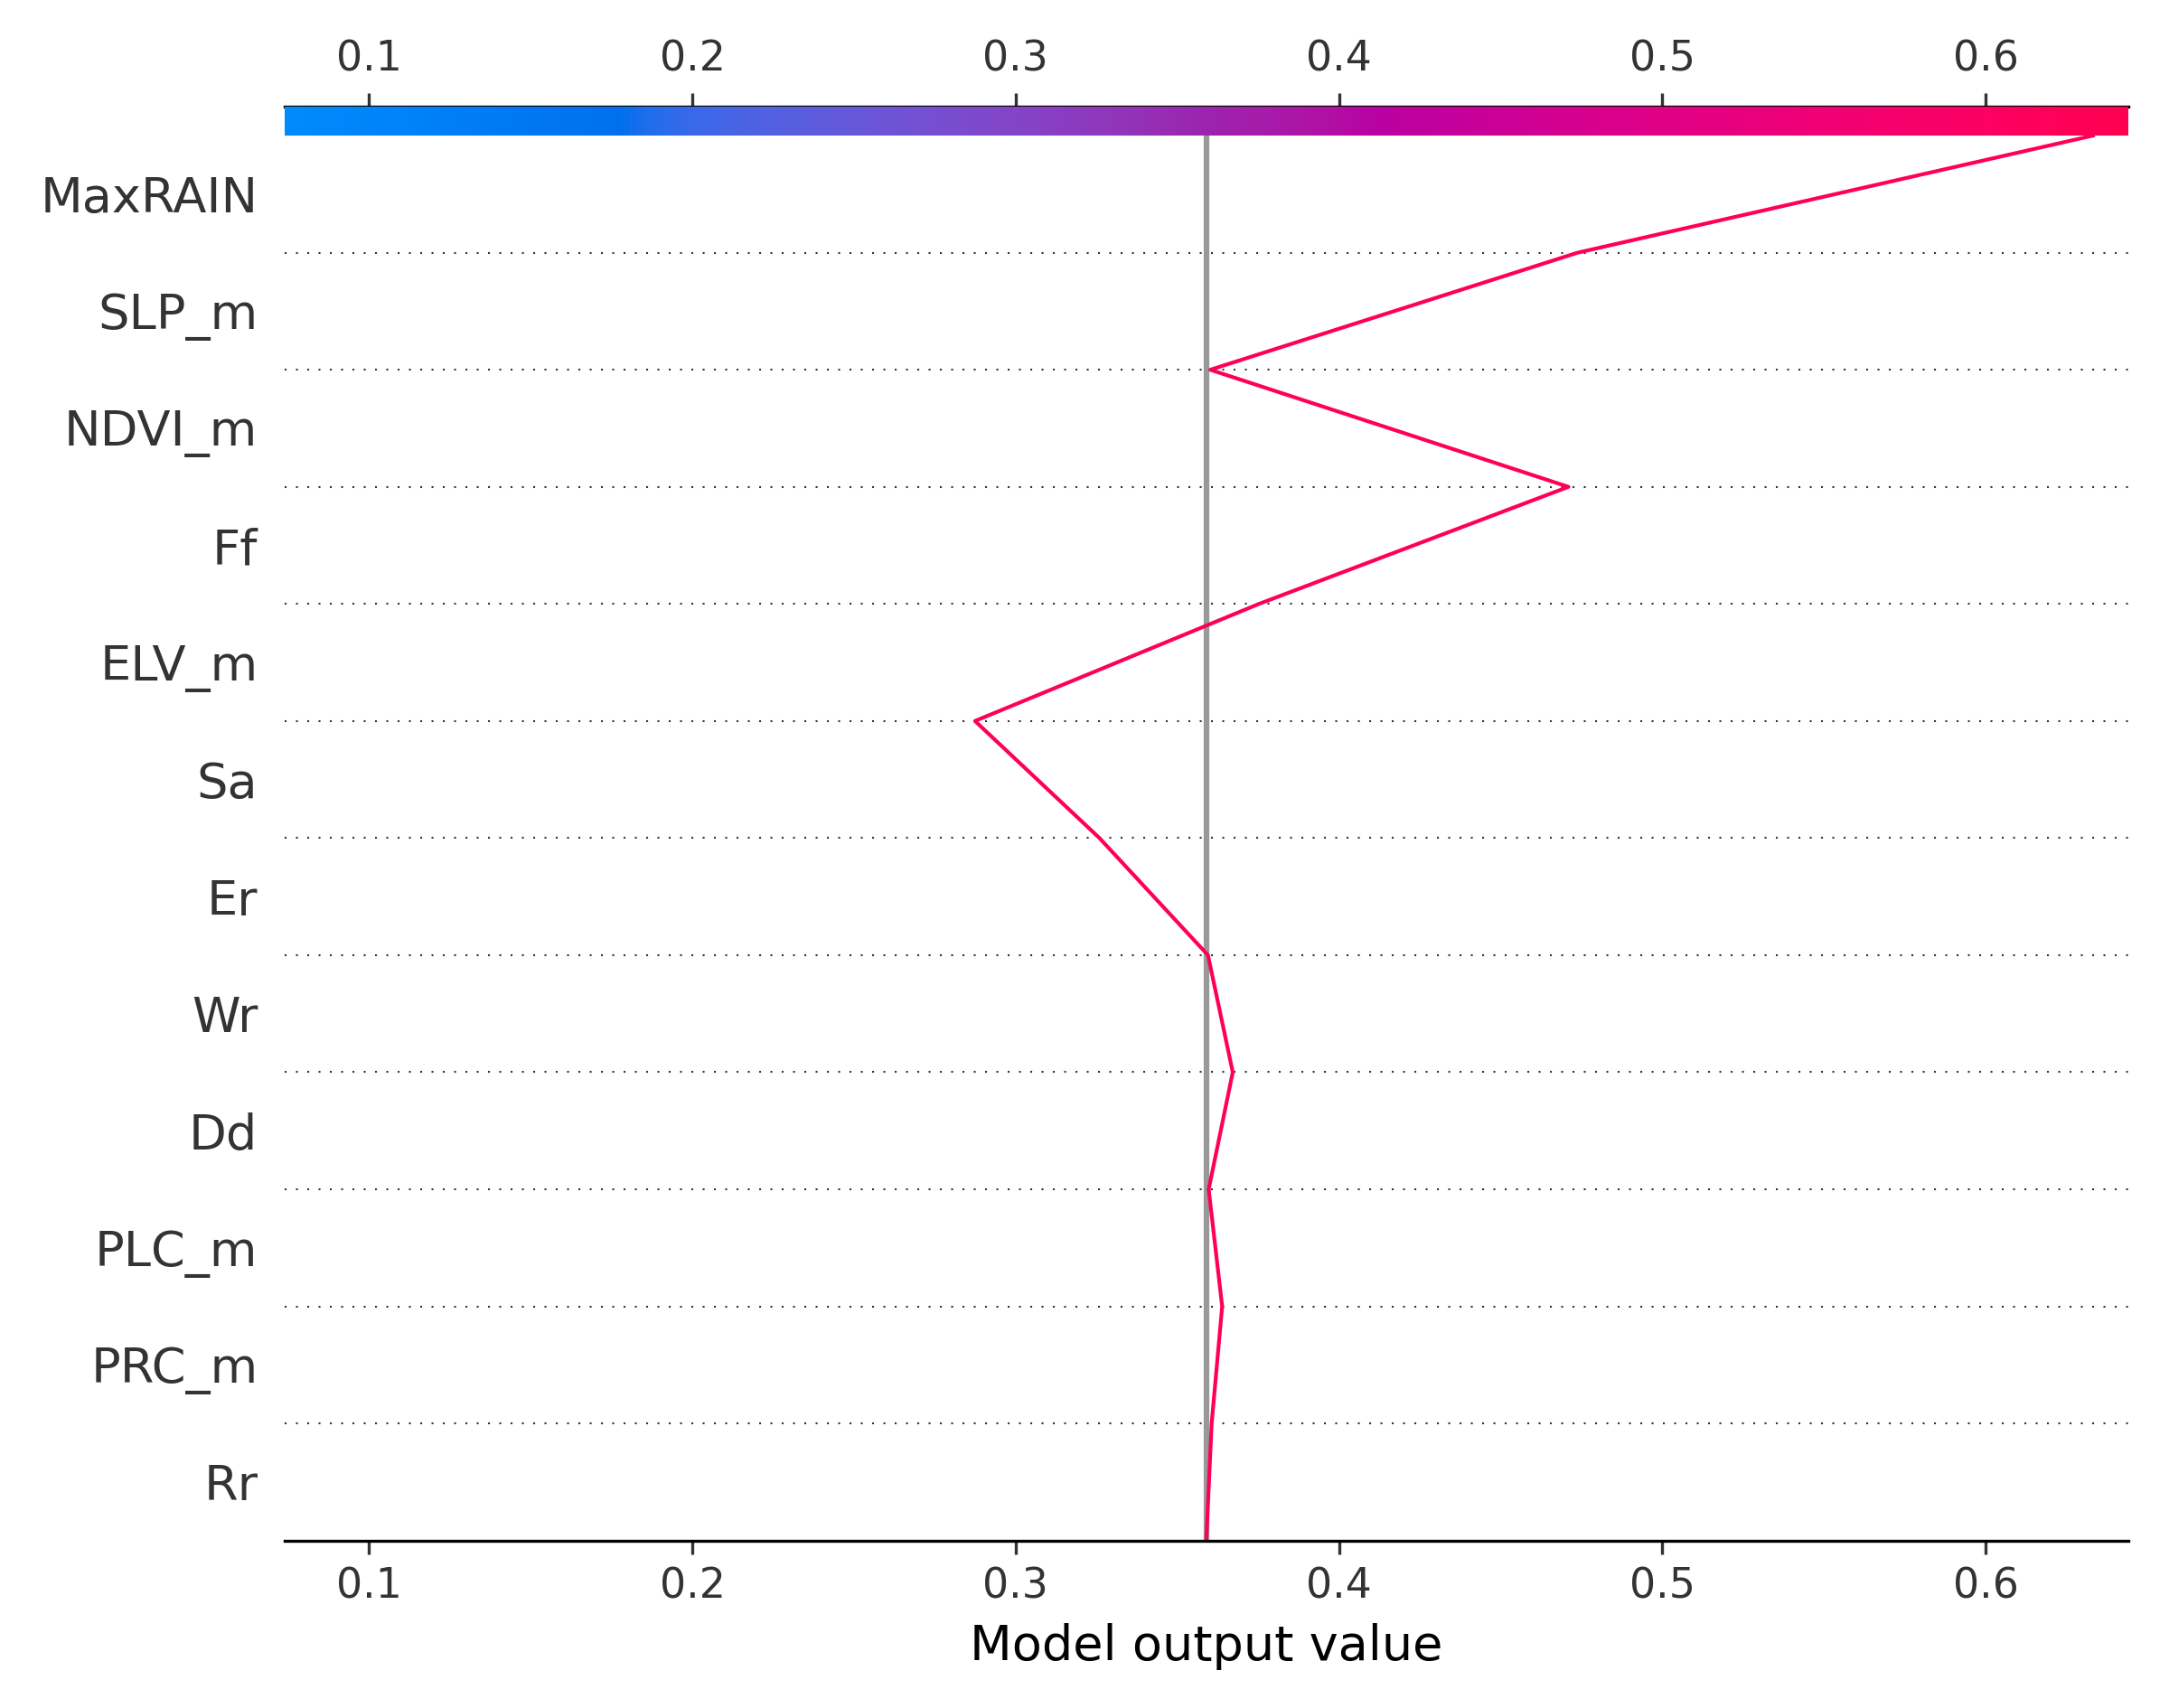 0.1 0.2 0.3 0.4 0.5 0.6
MaxRAIN
SLP_m
NDVI_m
Ff
ELV_m
Sa
Er
Wr
Dd
PLC_m
PRC_m
Rr
0.1 0.2 0.3 0.4 0.5 0.6
Model output value